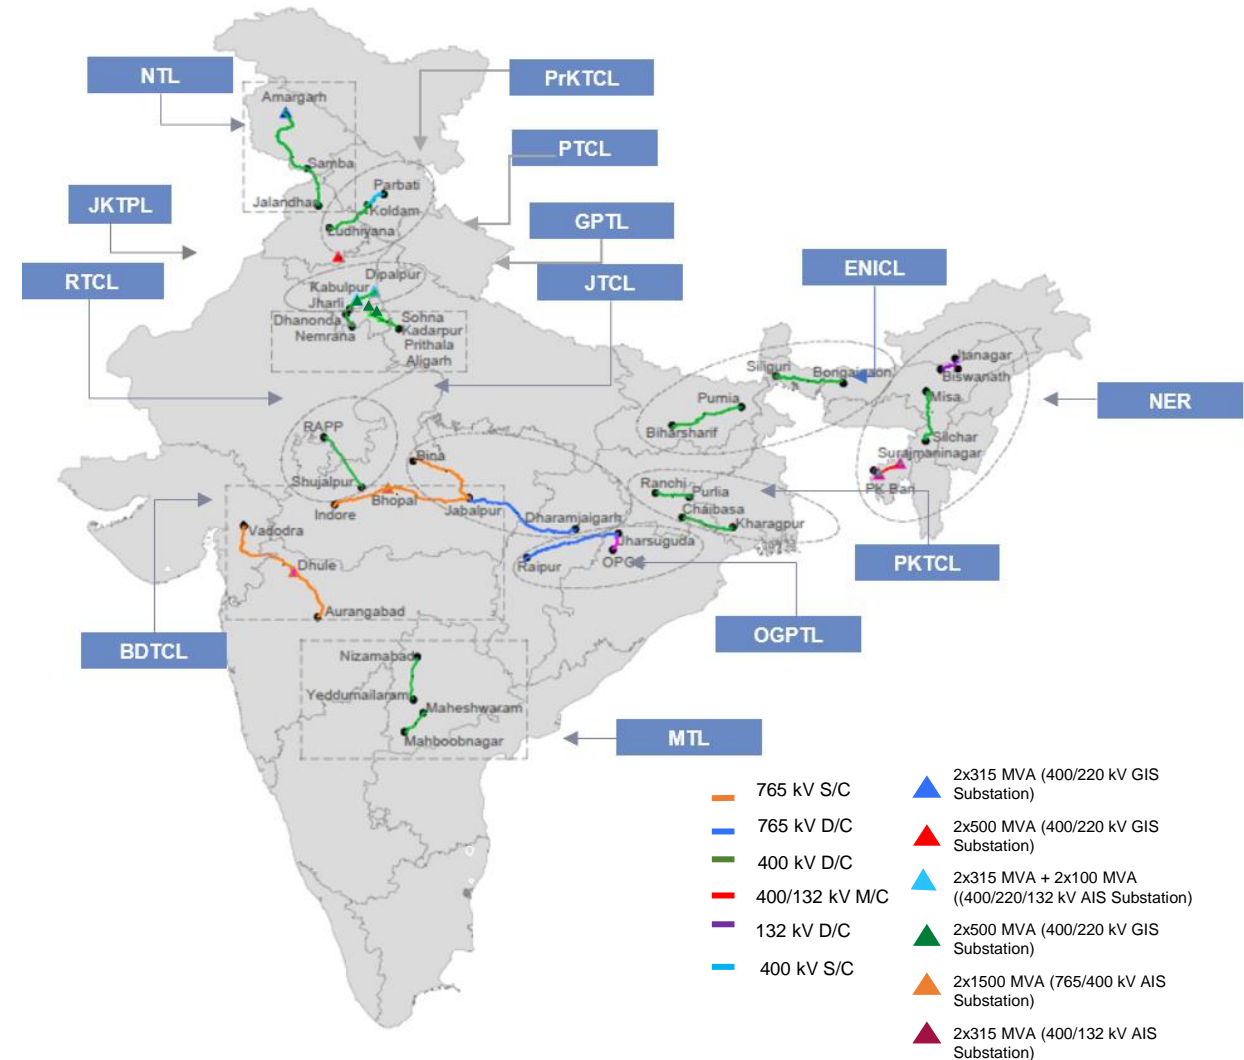 NTL
PrKTCL
Amargarh
PTCL
Samba
Parbati
JKTPL
Jalandhar
Koldam
GPTL
Ludhiyana
RTCL
Dipalpur
JTCL
ENICL
Kabulpur
Jharli
Dhanonda
Sohna
Nemrana
Kadarpur
Prithala
Aligarh
Itanagar
Siliguri
Bongaigaon
Biswanath
NER
Purnia
Misa
RAPP
Biharsharif
Silchar
Bina
Surajmaninagar
Shujalpur
Ranchi
PK Bari
Purlia
Bhopal
Indore
Jabalpur
Chaibasa
Dharamjaigarh
Kharagpur
Vadodra
Jharsuguda
Dhule
Raipur
OPGC
PKTCL
Aurangabad
OGPTL
BDTCL
Nizamabad
Yeddumailaram
Maheshwaram
Mahboobnagar
MTL
765 kV S/C
765 kV D/C
400 kV D/C
400/132 kV M/C
132 kV D/C
400 kV S/C
2x315 MVA (400/220 kV GIS
Substation)
2x500 MVA (400/220 kV GIS
Substation)
2x315 MVA + 2x100 MVA
((400/220/132 kV AIS Substation)
2x500 MVA (400/220 kV GIS
Substation)
2x1500 MVA (765/400 kV AIS
Substation)
2x315 MVA (400/132 kV AIS
Substation)